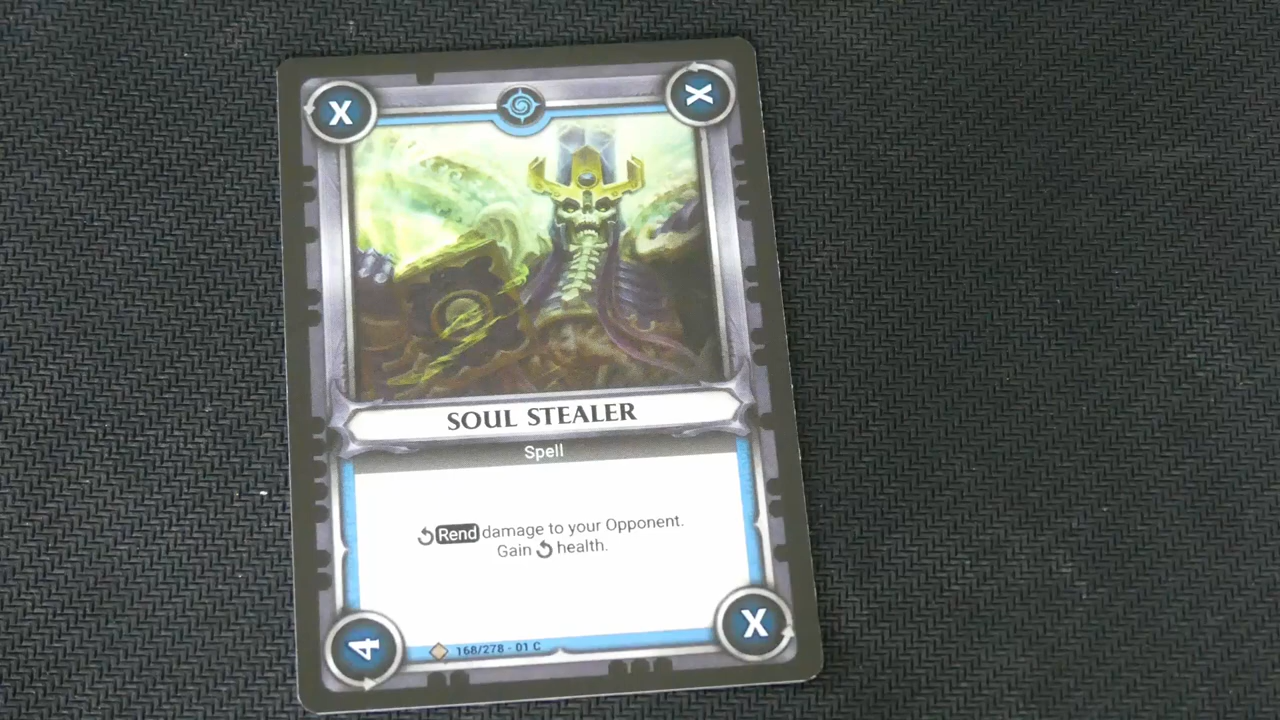 X X
SOUL STEALER
Spell
Rend damage to your Opponent.
Gain health.
4 168/278 - 01 C X